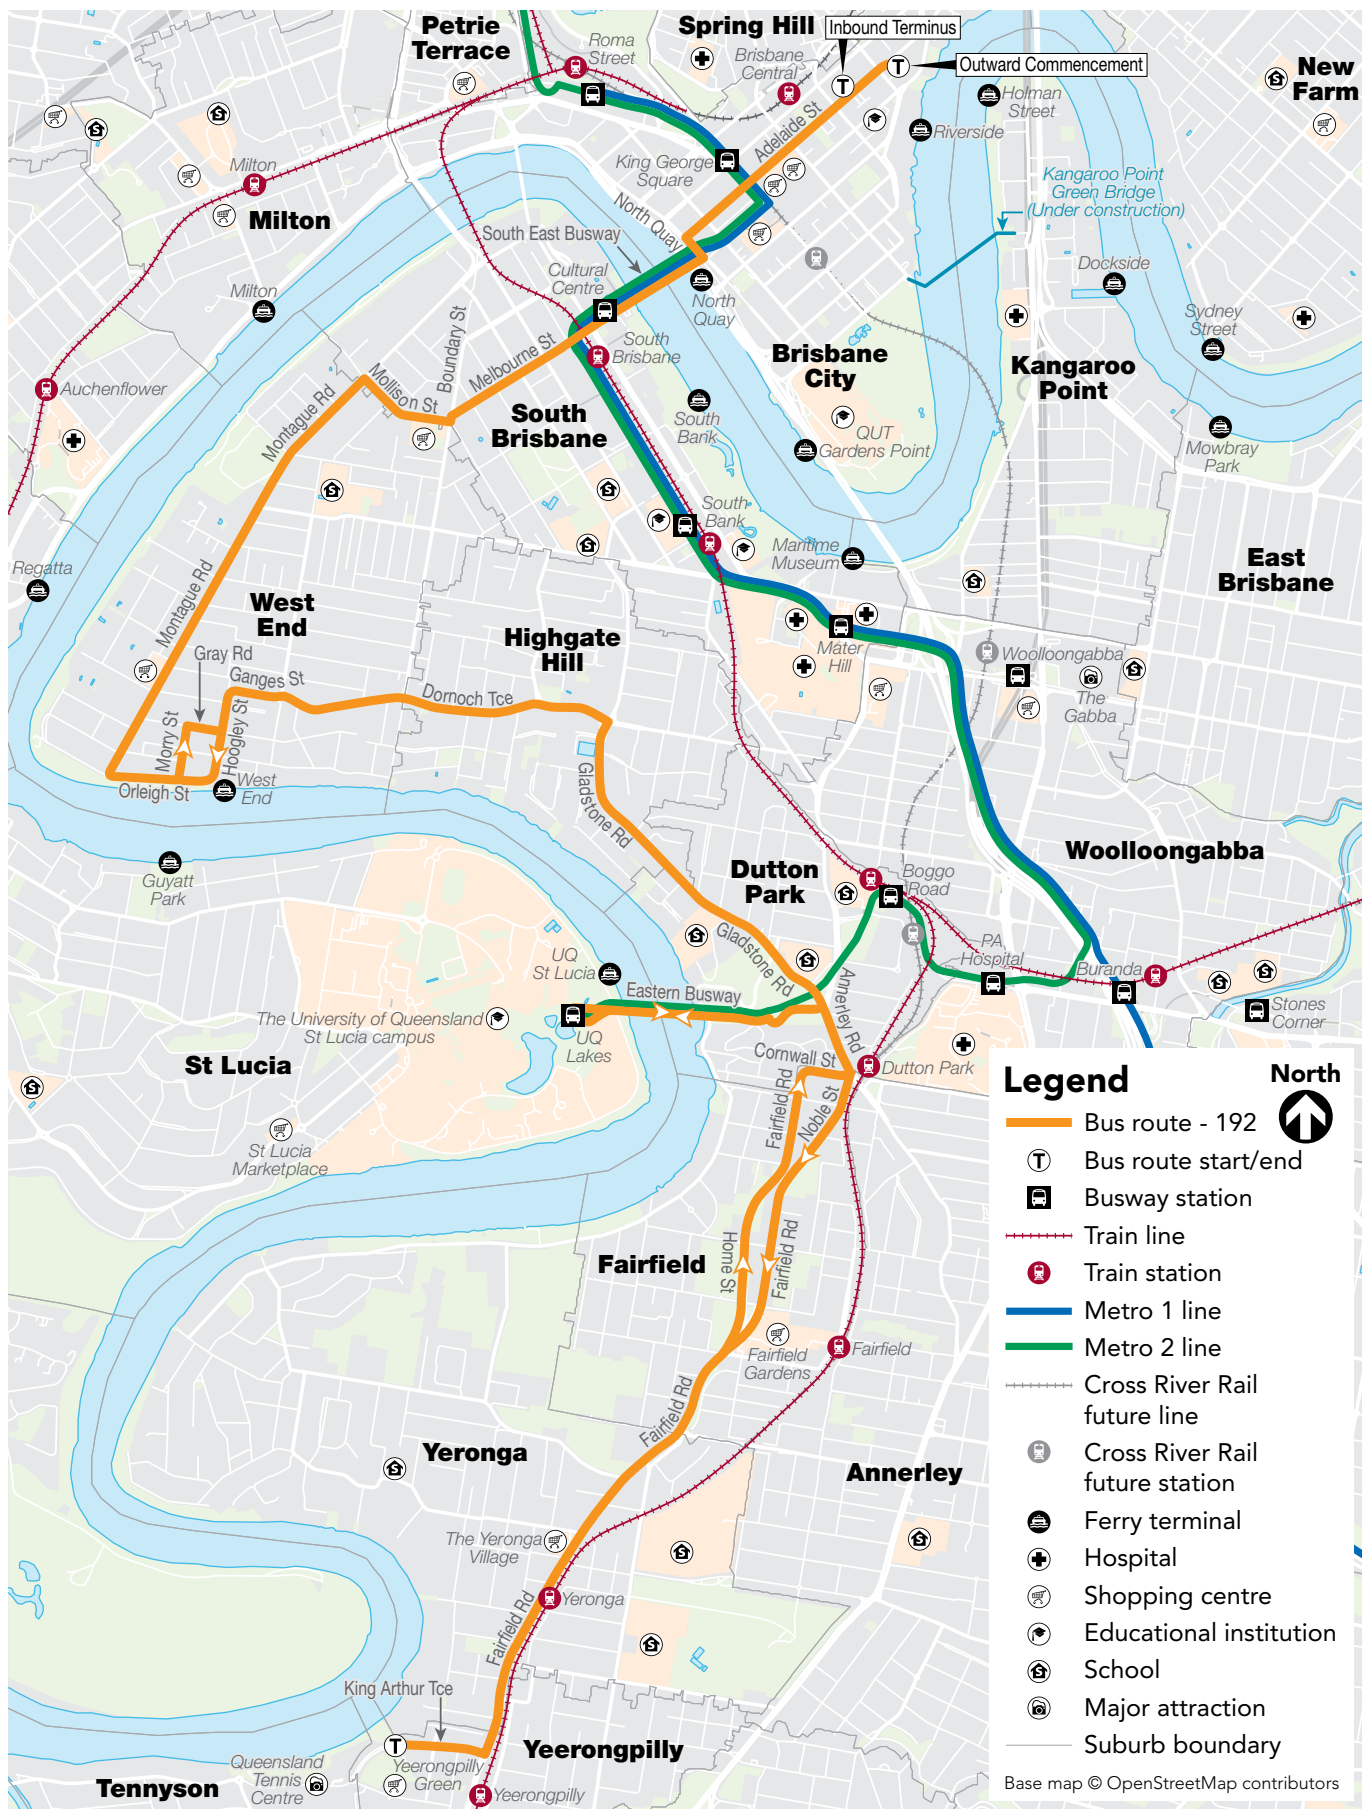 Petrie
Terrace
Spring Hill
Inbound Terminus
Outward Commencement
New
Farm
Roma
Street
Brisbane
Central
Holman
Street
Riverside
Adelaide St
King George
Square
Kangaroo Point
Green Bridge
(Under construction)
Milton
Milton
North Quay
South East Busway
Cultural
Centre
North
Quay
Dockside
Sydney
Street
Milton
Boundary St
Melbourne St
South
Brisbane
Brisbane
City
Kangaroo
Point
Auchenflower
Mollison St
Montague Rd
South
Brisbane
South
Bank
QUT
Gardens Point
Mowbray
Park
South
Bank
Maritime
Museum
East
Brisbane
Regatta
Montague Rd
West
End
Highgate
Hill
Mater
Hill
Woolloongabba
The
Gabba
Gray Rd
Ganges St
Dornoch Tce
Morry St
Hoogley St
Orleigh St
West
End
Gladstone Rd
Guyatt
Park
Dutton
Park
Boggo
Road
Woolloongabba
UQ
St Lucia
Gladstone Rd
Annerley Rd
PA
Hospital
Buranda
Eastern Busway
Stones
Corner
The University of Queensland
St Lucia campus
UQ
Lakes
St Lucia
Cornwall St
Dutton Park
Fairfield Rd
Noble St
St Lucia
Marketplace
Fairfield
Home St
Fairfield Rd
Fairfield
Gardens
Fairfield
Fairfield Rd
Yeronga
Annerley
The Yeronga
Village
Yeronga
Fairfield Rd
King Arthur Tce
Yeerongpilly
Green
Yeerongpilly
Queensland
Tennis
Centre
Tennyson
Yeerongpilly
Legend
North
Bus route - 192
T Bus route start/end
Busway station
Train line
Train station
Metro 1 line
Metro 2 line
Cross River Rail
future line
Cross River Rail
future station
Ferry terminal
Hospital
Shopping centre
Educational institution
School
Major attraction
Suburb boundary
Base map © OpenStreetMap contributors